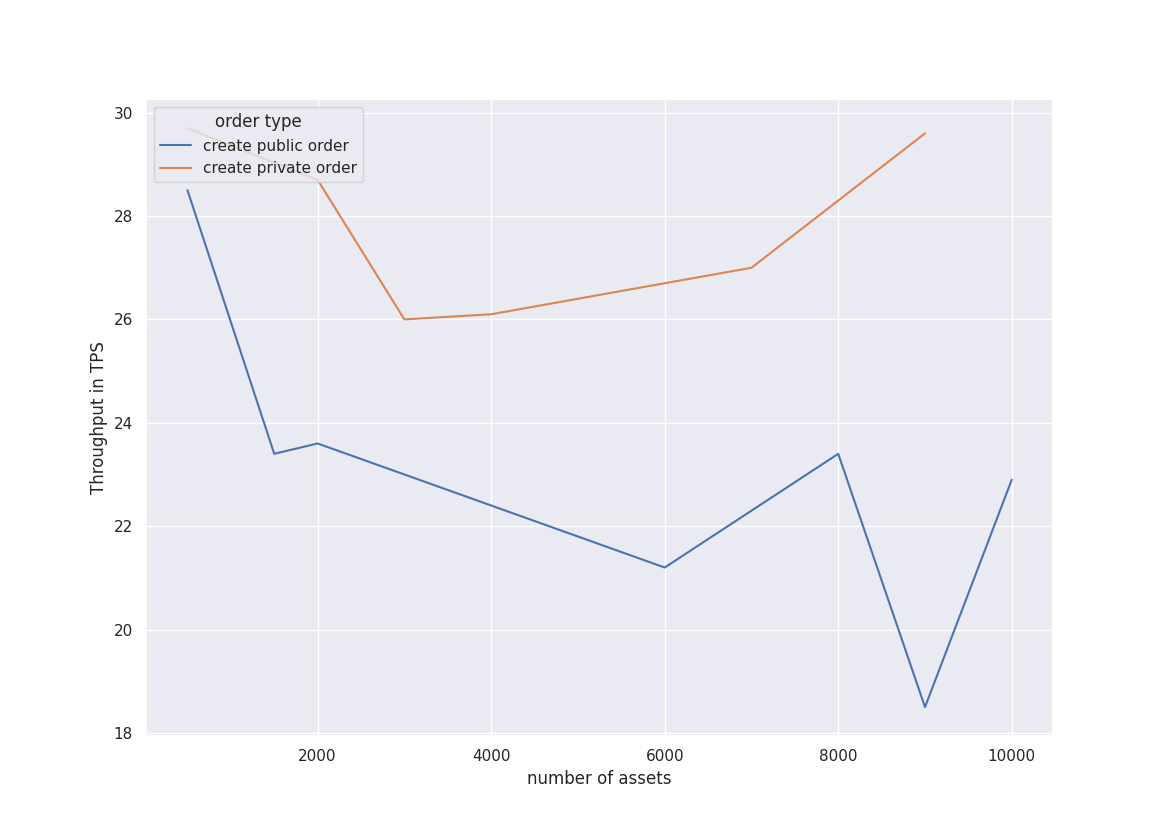 order type
create public order
create private order
30
28
26
24
22
20
18
Throughput in TPS
2000
4000
6000
8000
10000
number of assets